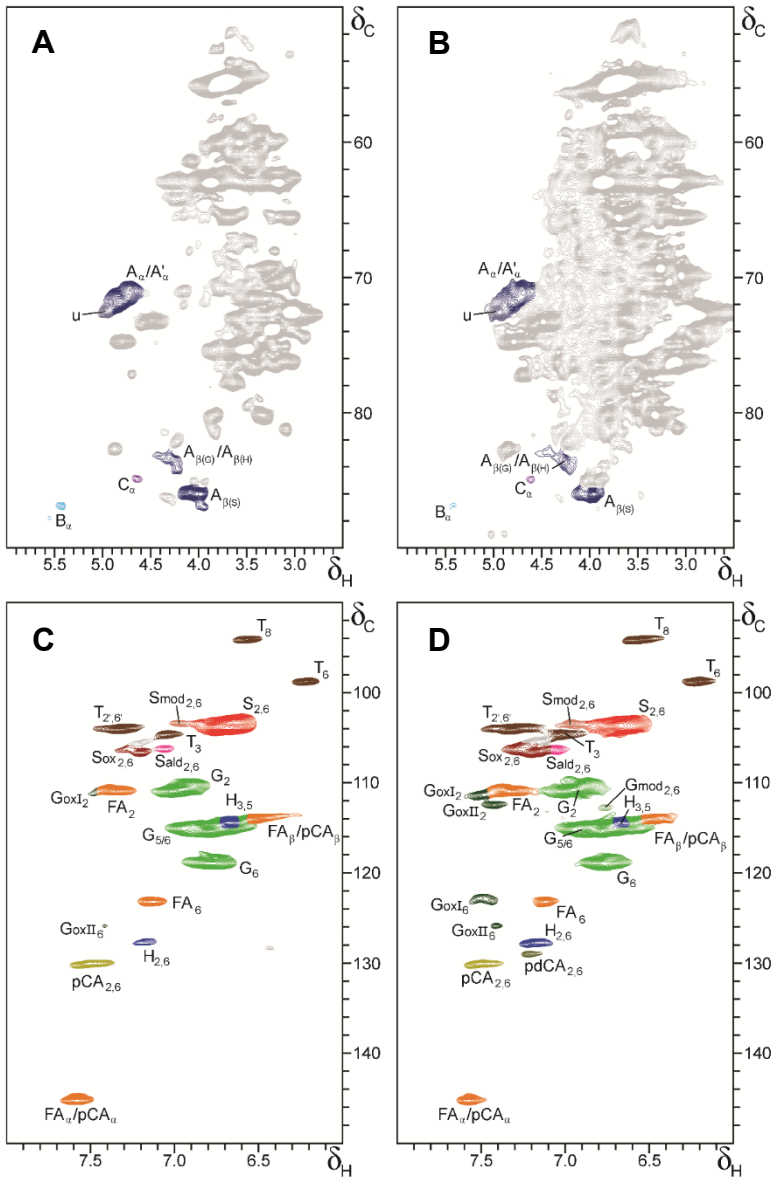 A
B
δC
δC
60
60
Aα/A'α
Aα/A'α
70
70
u
u
80
80
Aβ(G)/Aβ(H)
Aβ(G)/Aβ(H)
Cα
Cα
Aβ(S)
Aβ(S)
Bα
Bα
5.5 5.0 4.5 4.0 3.5 3.0
δH
5.5 5.0 4.5 4.0 3.5 3.0
δH
C
D
δC
δC
T8
T8
T6
T6
100
100
Smod2,6
S2,6
Smod2,6
S2,6
T2',6'
T2',6'
T3
T3
Sox2,6
Sald2,6
Sox2,6
Sald2,6
110
110
GoxI2
FA2
G2
GoxI2
GoxII2
FA2
G2
Gmod2,6
H3,5
H3,5
G5/6
FAβ/pCAβ
G5/6
FAβ/pCAβ
120
120
G6
G6
FA6
GoxI6
FA6
GoxII6
GoxII6
H2,6
H2,6
130
130
pCA2,6
pCA2,6
pdCA2,6
140
140
FAα/pCAα
FAα/pCAα
7.5 7.0 6.5
δH
7.5 7.0 6.5
δH